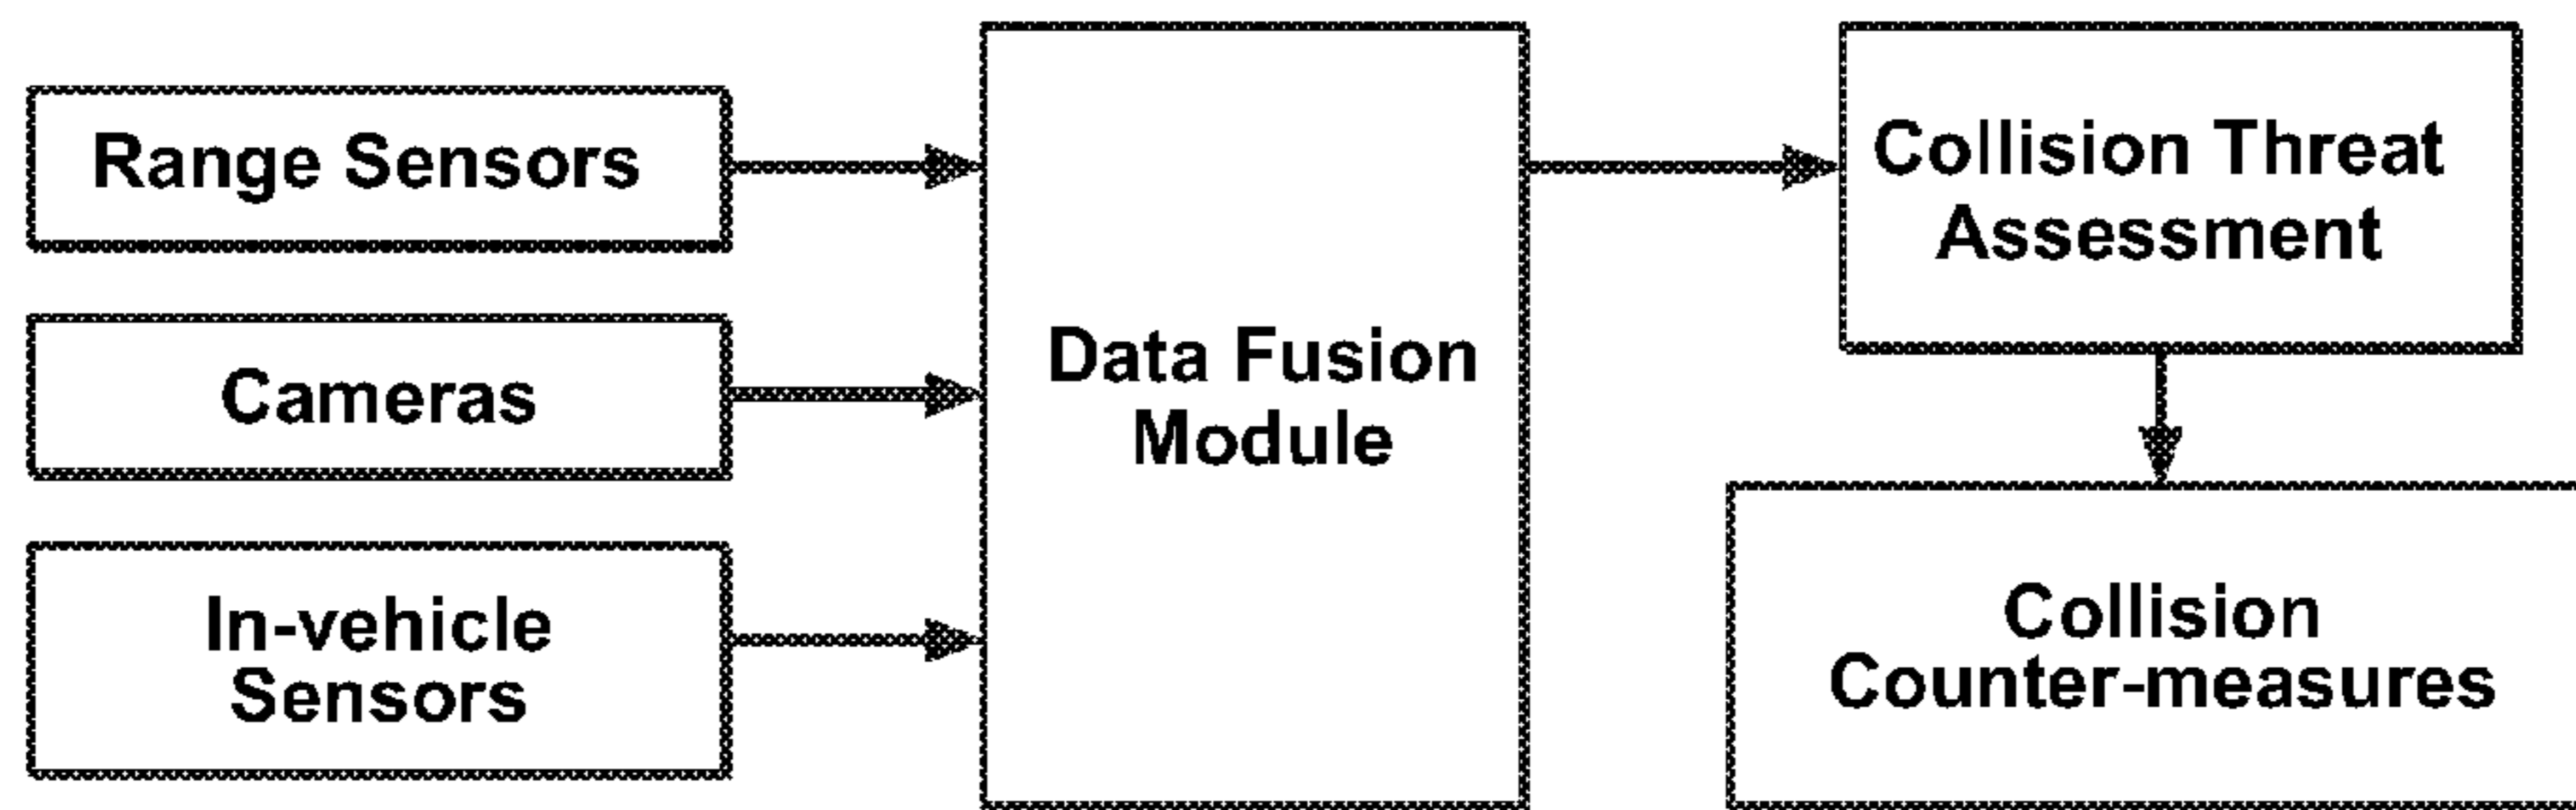 Range Sensors
Cameras
In-vehicle
Sensors
Data Fusion
Module
Collision Threat
Assessment
Collision
Counter-measures